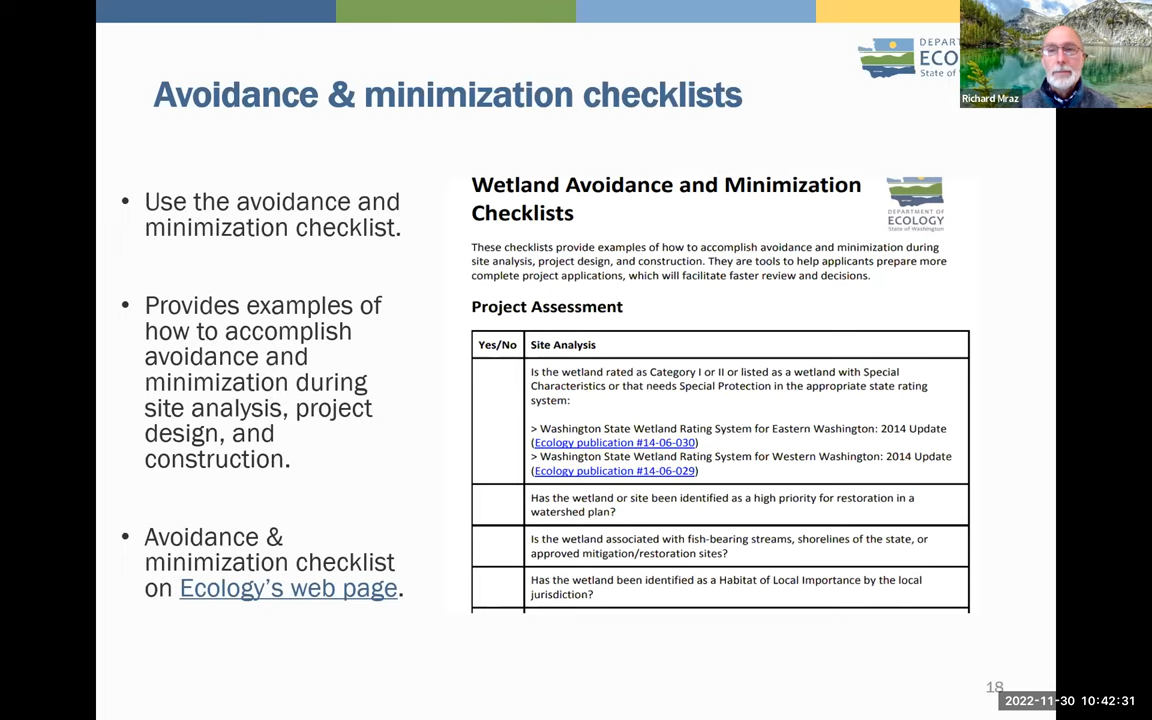 DEPAR
ECO
State of
Richard Mraz
Avoidance & minimization checklists
• Use the avoidance and
minimization checklist.
• Provides examples of
how to accomplish
avoidance and
minimization during
site analysis, project
design, and
construction.
• Avoidance &
minimization checklist
on Ecology's web page.
Wetland Avoidance and Minimization
Checklists
DEPARTMENT OF
ECOLOGY
State of Washington
These checklists provide examples of how to accomplish avoidance and minimization during
site analysis, project design, and construction. They are tools to help applicants prepare more
complete project applications, which will facilitate faster review and decisions.
Project Assessment
Yes/No Site Analysis
Is the wetland rated as Category I or II or listed as a wetland with Special
Characteristics or that needs Special Protection in the appropriate state rating
system:
> Washington State Wetland Rating System for Eastern Washington: 2014 Update
(Ecology publication #14-06-030)
> Washington State Wetland Rating System for Western Washington: 2014 Update
(Ecology publication #14-06-029)
Has the wetland or site been identified as a high priority for restoration in a
watershed plan?
Is the wetland associated with fish-bearing streams, shorelines of the state, or
approved mitigation/restoration sites?
Has the wetland been identified as a Habitat of Local Importance by the local
jurisdiction?
18
2022-11-30 10:42:31